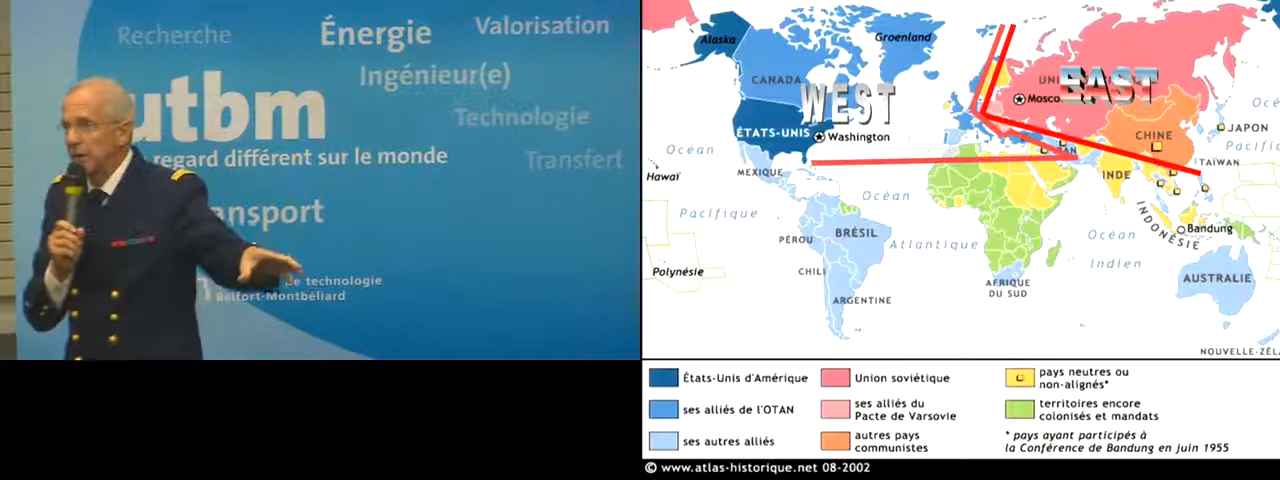 Recherche
Énergie
Valorisation
Ingénieur(e)
utbm
Technologie
regard différent sur le monde
Transfert
ansport
de technologie
Belfort-Montbéliard
Alaska
Groenland
CANADA
WEST
EAST
ÉTATS-UNIS
Washington
CHINE
JAPON
Océan
Pacifique
TAÏWAN
MEXIQUE
INDE
Hawaï
Océan
Pacifique
Océan
Atlantique
BRÉSIL
PÉROU
INDONÉSIE
Bandung
Océan
Indien
Polynésie
CHILI
AFRIQUE
DU SUD
AUSTRALIE
ARGENTINE
États-Unis d'Amérique
ses alliés de l'OTAN
ses autres alliés
Union soviétique
ses alliés du
Pacte de Varsovie
autres pays
communistes
pays neutres ou
non-alignés*
territoires encore
colonisés et mandats
* pays ayant participés à
la Conférence de Bandung en juin 1955
© www.atlas-historique.net 08-2002